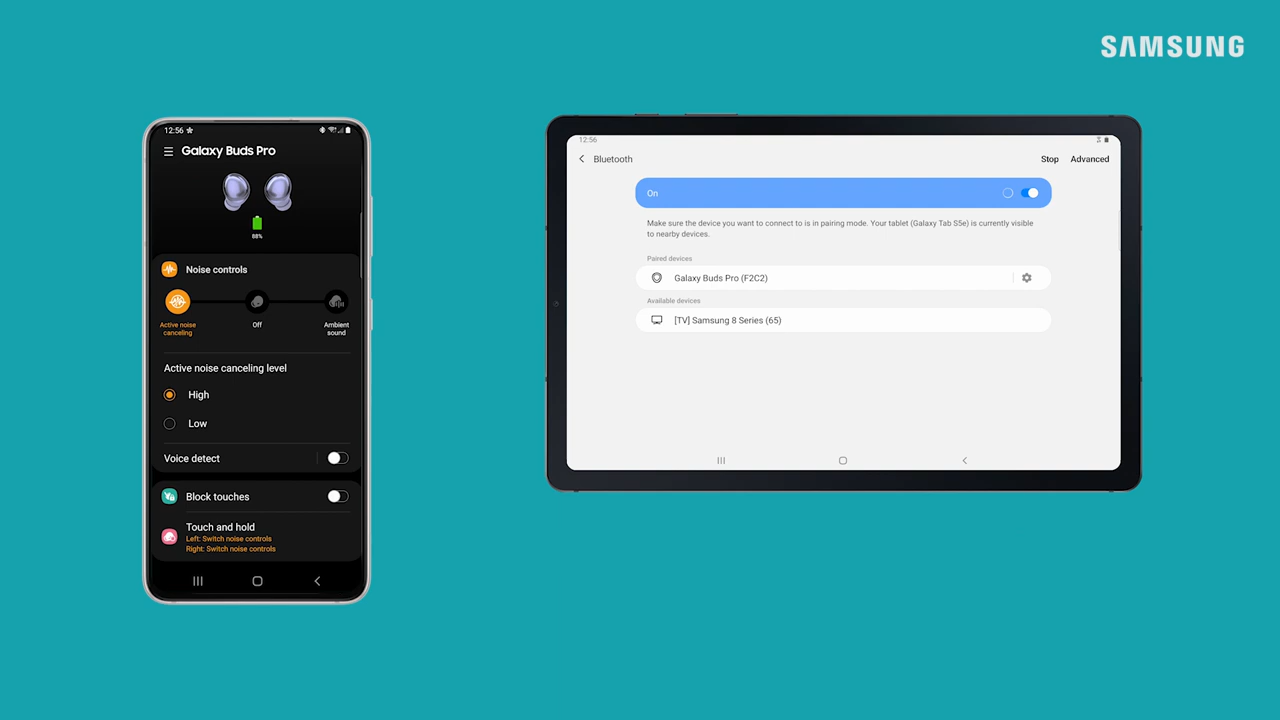 SAMSUNG
12:56
Galaxy Buds Pro
88%
Noise controls
Active noise
canceling
Off
Ambient
sound
Active noise canceling level
High
Low
Voice detect
Block touches
Touch and hold
Left: Switch noise controls
Right: Switch noise controls
12:56
Bluetooth
Stop
Advanced
On
Make sure the device you want to connect to is in pairing mode. Your tablet (Galaxy Tab S5e) is currently visible
to nearby devices.
Paired devices
Galaxy Buds Pro (F2C2)
Available devices
[TV] Samsung 8 Series (65)